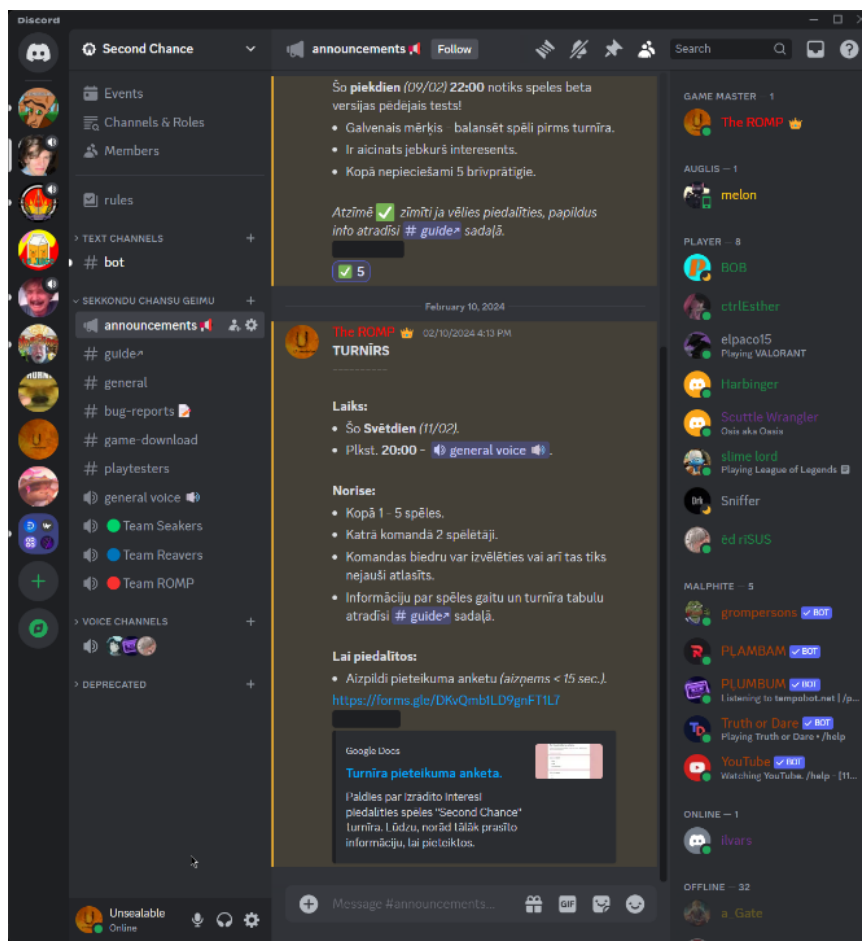 Discord
Second Chance
announcements
Follow
Search
Events
Channels & Roles
Members
rules
TEXT CHANNELS
bot
SEKKONDU CHANSU GEIMU
announcements
guide
general
bug-reports
game-download
playtesters
general voice
Team Seakers
Team Reavers
Team ROMP
VOICE CHANNELS
DEPRECATED
Unsealable
Online
Šo piekdien (09/02) 22:00 notiks speles beta
versijas pēdējais tests!
• Galvenais mērķis - balansēt spēli pirms turnīra.
• Ir aicināts jebkurš interesents.
• Kopā nepieciešami 5 brīvprātīgie.
Atzīmē ✅ zīmīti ja vēlies piedalīties, papildus
info atradīsi # guide↗ sadaļā.
✅ 5
February 10, 2024
The ROMP 02/10/2024 4:13 PM
TURNĪRS
----------
Laiks:
• Šo Svētdien (11/02).
• Plkst. 20:00 - general voice.
Norise:
• Kopā 1 - 5 spēles.
• Katrā komandā 2 spēlētāji.
• Komandas biedru var izvēlēties vai arī tas tiks
nejauši atlasīts.
• Informāciju par spēles gaitu un turnīra tabulu
atradīsi # guide↗ sadaļā.
Lai piedalītos:
• Aizpildi pieteikuma anketu (aizņems < 15 sec.).
https://forms.gle/DKvQmb1LD9gnFT1L7
Google Docs
Turnīra pieteikuma anketa.
Paldies par izrādīto interesi
piedalīties spēles "Second Chance"
turnīrā. Lūdzu, norādi tālāk prasīto
informāciju, lai pieteiktos.
Message #announcements...
GIF
GAME MASTER — 1
The ROMP
AUGLIS — 1
melon
PLAYER — 8
BOB
ctrlEsther
elpaco15
Playing VALORANT
Harbinger
Scuttle Wrangler
Osis aka Oasis
slime lord
Playing League of Legends
Sniffer
ēd rīSUS
MALPHITE — 5
grompersons BOT
PLAMBAM BOT
PLUMBUM BOT
Listening to tempobot.net | /p...
Truth or Dare BOT
Playing Truth or Dare • /help
YouTube BOT
Watching YouTube. /help - [11...
ONLINE — 1
ilvars
OFFLINE — 32
a_Gate